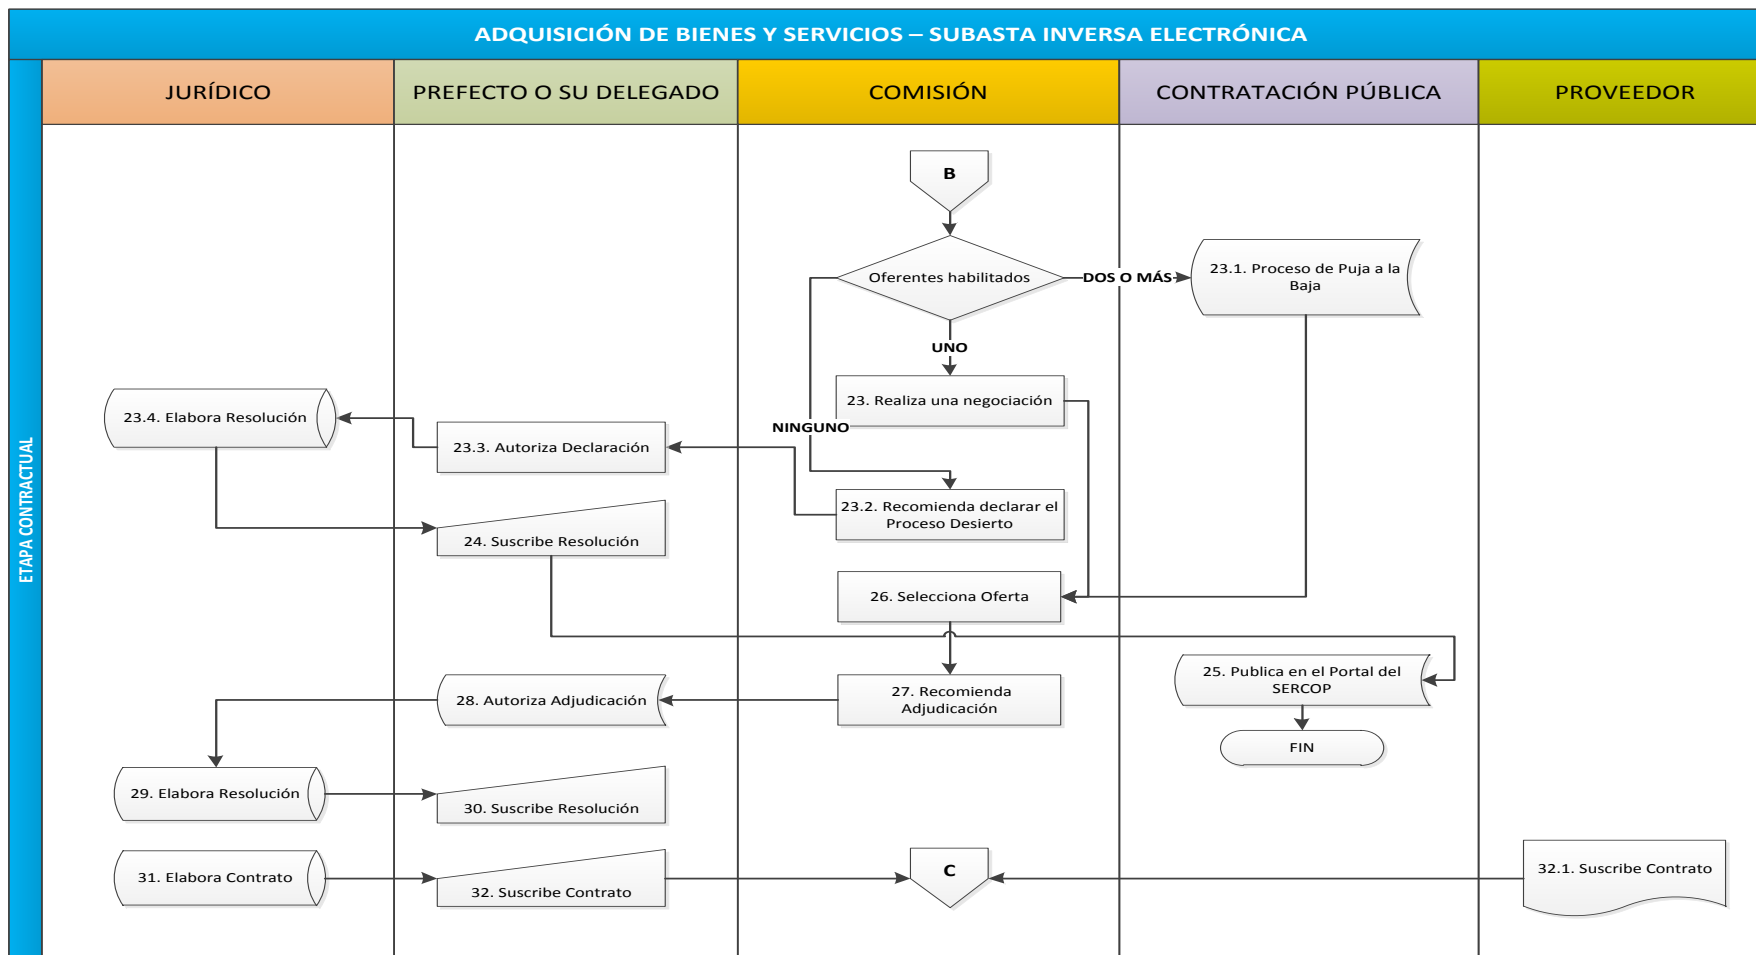 ADQUISICIÓN DE BIENES Y SERVICIOS – SUBASTA INVERSA ELECTRÓNICA
ETAPA CONTRACTUAL
JURÍDICO
PREFECTO O SU DELEGADO
COMISIÓN
CONTRATACIÓN PÚBLICA
PROVEEDOR
B
Oferentes habilitados
DOS O MÁS
23.1. Proceso de Puja a la
Baja
UNO
23. Realiza una negociación
NINGUNO
23.4. Elabora Resolución
23.3. Autoriza Declaración
23.2. Recomienda declarar el
Proceso Desierto
24. Suscribe Resolución
26. Selecciona Oferta
25. Publica en el Portal del
SERCOP
28. Autoriza Adjudicación
27. Recomienda
Adjudicación
FIN
29. Elabora Resolución
30. Suscribe Resolución
31. Elabora Contrato
32. Suscribe Contrato
C
32.1. Suscribe Contrato